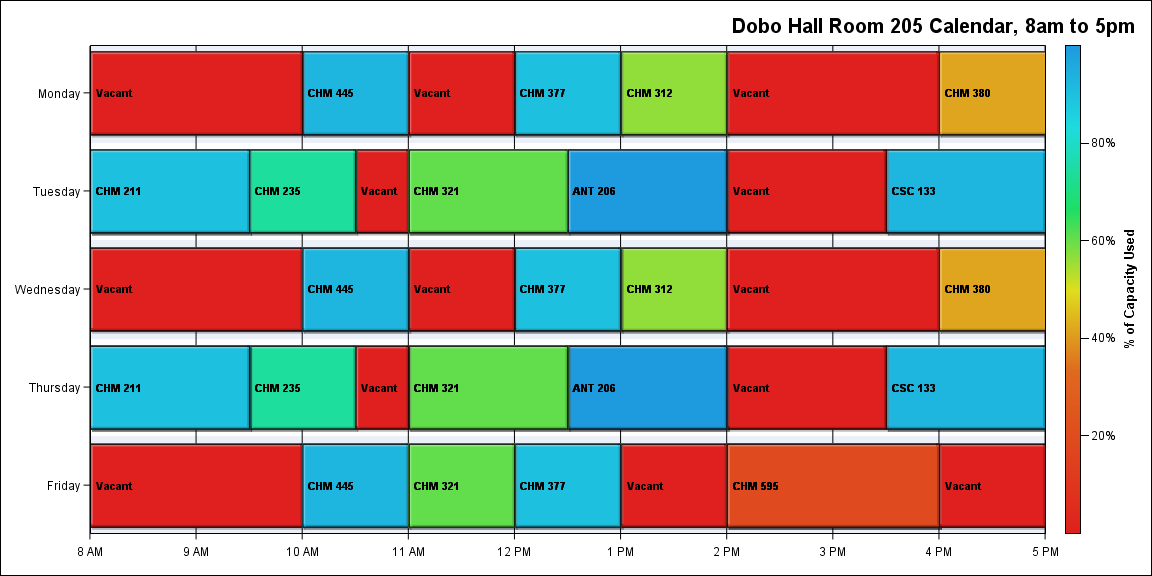 Dobo Hall Room 205 Calendar, 8am to 5pm
Monday Vacant CHM 445 Vacant CHM 377 CHM 312 Vacant CHM 380
80%
Tuesday CHM 211 CHM 235 Vacant CHM 321 ANT 206 Vacant CSC 133
60%
% of Capacity Used
Wednesday Vacant CHM 445 Vacant CHM 377 CHM 312 Vacant CHM 380
40%
Thursday CHM 211 CHM 235 Vacant CHM 321 ANT 206 Vacant CSC 133
20%
Friday Vacant CHM 445 CHM 321 CHM 377 Vacant CHM 595 Vacant
8 AM 9 AM 10 AM 11 AM 12 PM 1 PM 2 PM 3 PM 4 PM 5 PM